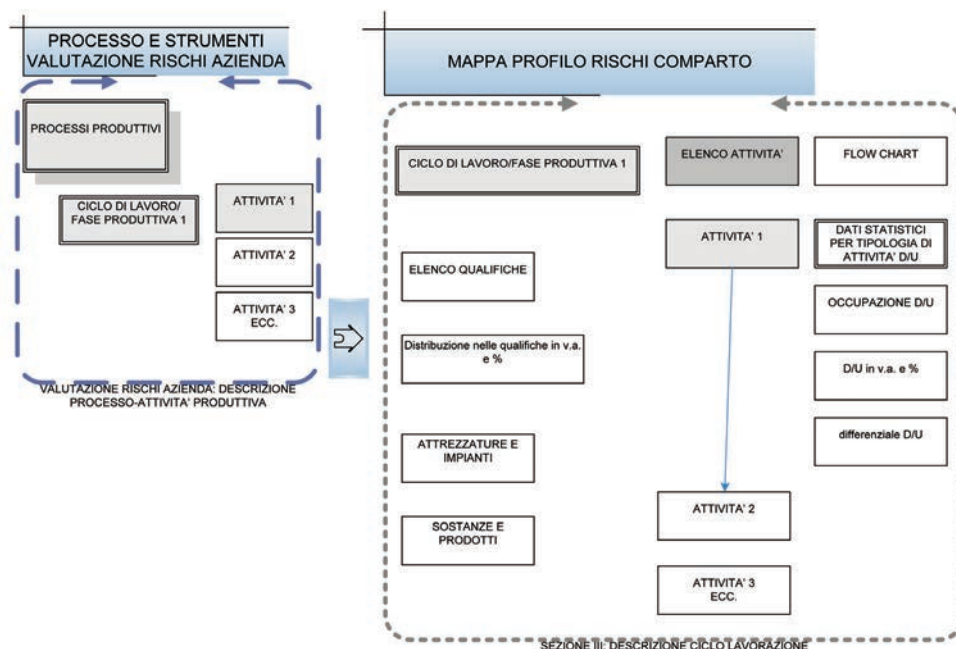 PROCESSO E STRUMENTI
VALUTAZIONE RISCHI AZIENDA
PROCESSI PRODUTTIVI
CICLO DI LAVORO/
FASE PRODUTTIVA 1
ATTIVITA' 1
ATTIVITA' 2
ATTIVITA' 3
ECC.
VALUTAZIONE RISCHI AZIENDA: DESCRIZIONE
PROCESSO-ATTIVITA' PRODUTTIVA
MAPPA PROFILO RISCHI COMPARTO
CICLO DI LAVORO/FASE PRODUTTIVA 1
ELENCO QUALIFICHE
Distribuzione nelle qualifiche in v.a.
e %
ATTREZZATURE E
IMPIANTI
SOSTANZE E
PRODOTTI
ELENCO ATTIVITA'
ATTIVITA' 1
ATTIVITA' 2
ATTIVITA' 3
ECC.
FLOW CHART
DATI STATISTICI
PER TIPOLOGIA DI
ATTIVITA' D/U
OCCUPAZIONE D/U
D/U in v.a. e %
differenziale D/U
SEZIONE III: DESCRIZIONE CICLO LAVORAZIONE